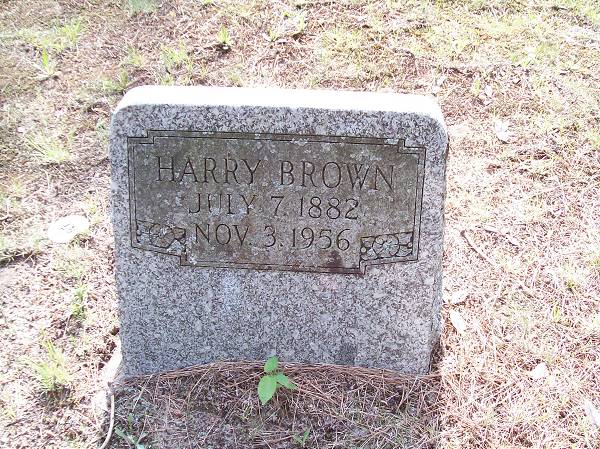 HARRY BROWN
JULY 7. 1882
NOV. 3. 1956